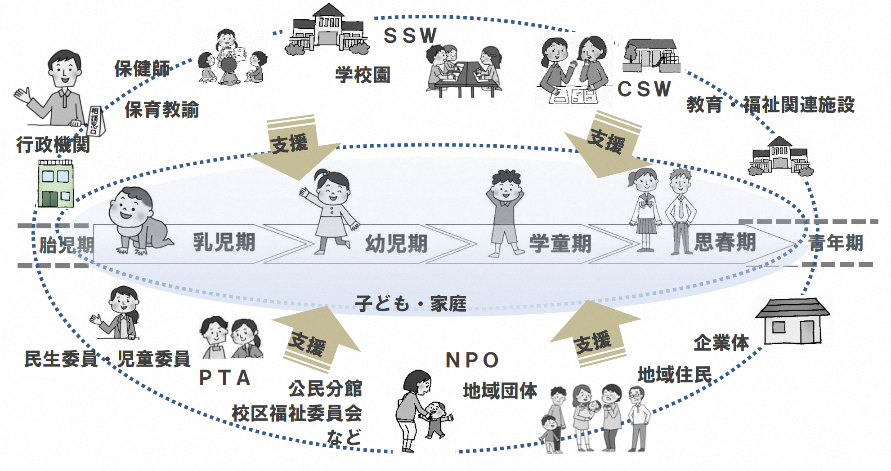 SSW
保健師
学校園
CSW
保育教諭
教育・福祉関連施設
相談窓口
行政機関
支援
支援
胎児期
乳児期
幼児期
学童期
思春期
青年期
子ども・家庭
民生委員・児童委員
PTA
支援
支援
公民分館
校区福祉委員会
など
NPO
地域団体
地域住民
企業体